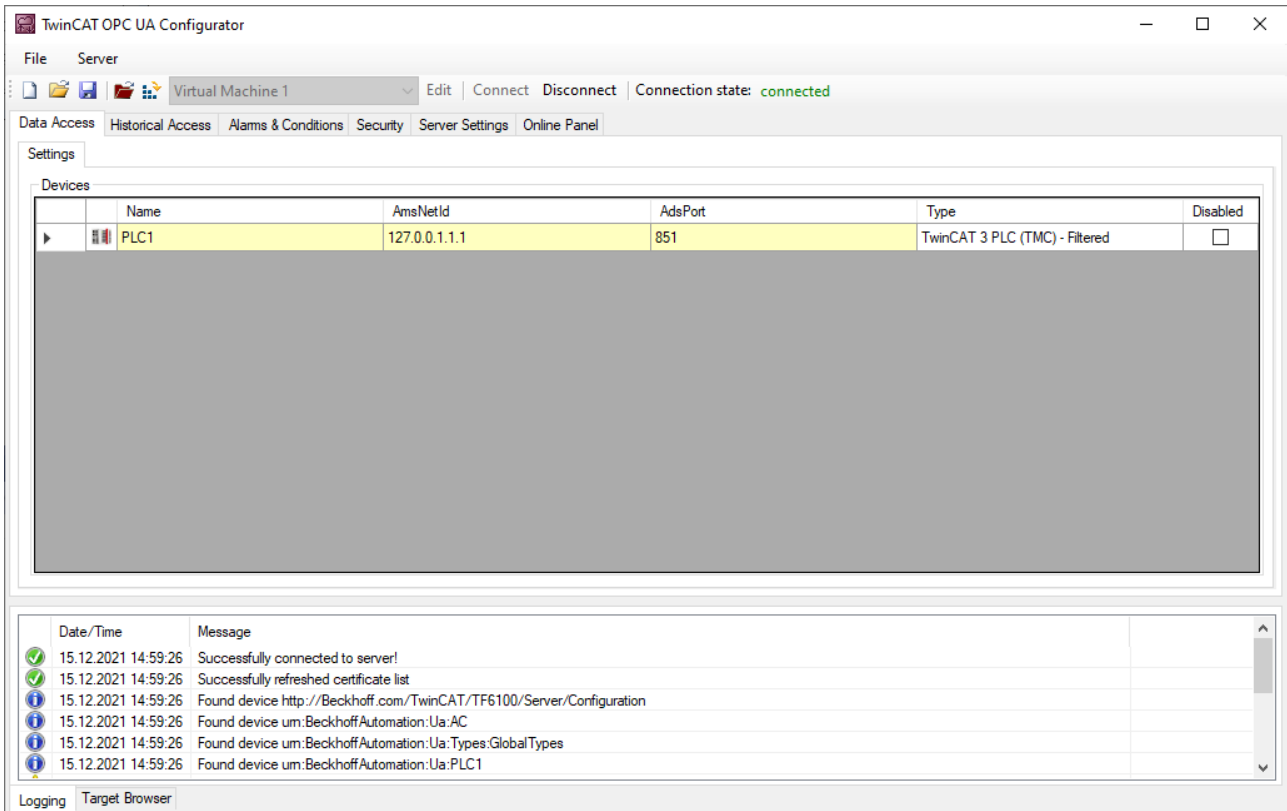 TwinCAT OPC UA Configurator
File Server
Virtual Machine 1 Edit Connect Disconnect Connection state: connected
Data Access Historical Access Alarms & Conditions Security Server Settings Online Panel
Settings
Devices
Name AmsNetId AdsPort Type Disabled
PLC1 127.0.0.1.1.1 851 TwinCAT 3 PLC (TMC) - Filtered
Date/Time Message
15.12.2021 14:59:26 Successfully connected to server!
15.12.2021 14:59:26 Successfully refreshed certificate list
15.12.2021 14:59:26 Found device http://Beckhoff.com/TwinCAT/TF6100/Server/Configuration
15.12.2021 14:59:26 Found device urn:BeckhoffAutomation:Ua:AC
15.12.2021 14:59:26 Found device urn:BeckhoffAutomation:Ua:Types:GlobalTypes
15.12.2021 14:59:26 Found device urn:BeckhoffAutomation:Ua:PLC1
Logging Target Browser